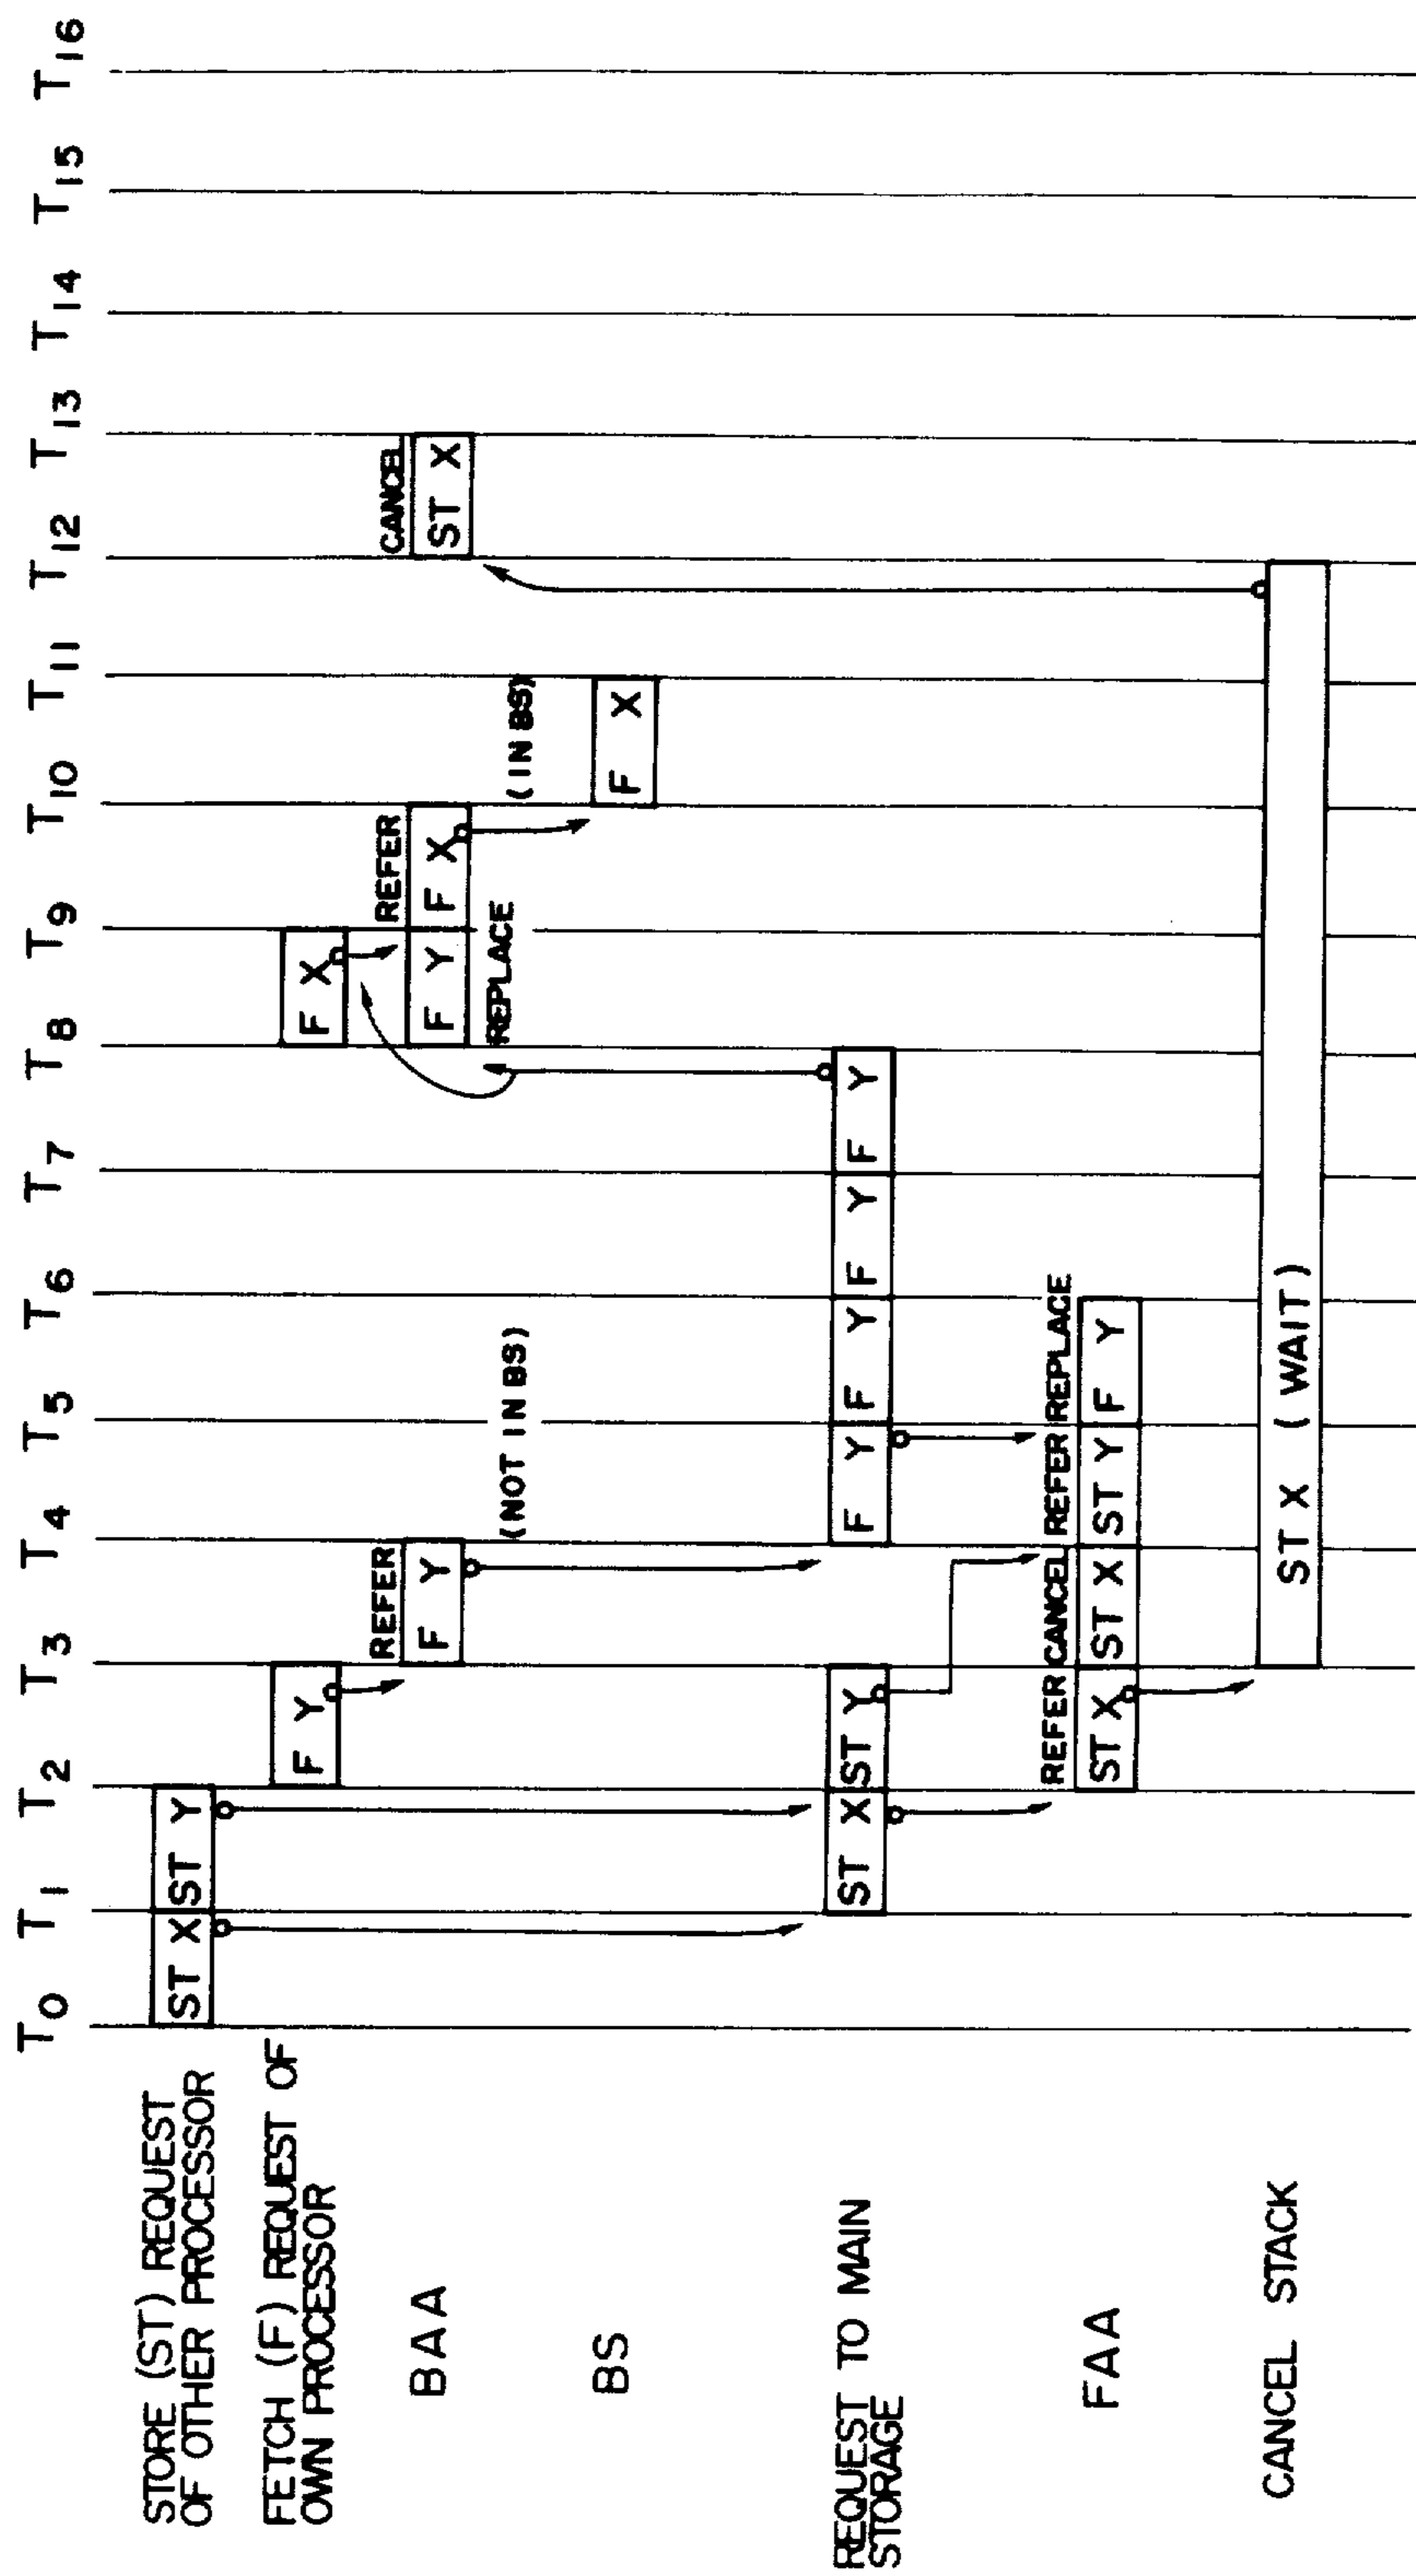 T0 T1 T2 T3 T4 T5 T6 T7 T8 T9 T10 T11 T12 T13 T14 T15 T16
STORE (ST) REQUEST
OF OTHER PROCESSOR
ST X ST Y
FETCH (F) REQUEST OF
OWN PROCESSOR
F Y
F X
BAA
REFER
F Y
(NOT IN BS)
REFER
F Y F X
REPLACE
CANCEL
ST X
BS
(IN BS)
F X
REQUEST TO MAIN
STORAGE
ST X ST Y
F Y F Y F Y F Y
FAA
REFER CANCEL REFER REPLACE
ST X ST X ST Y F Y
CANCEL STACK
ST X (WAIT)